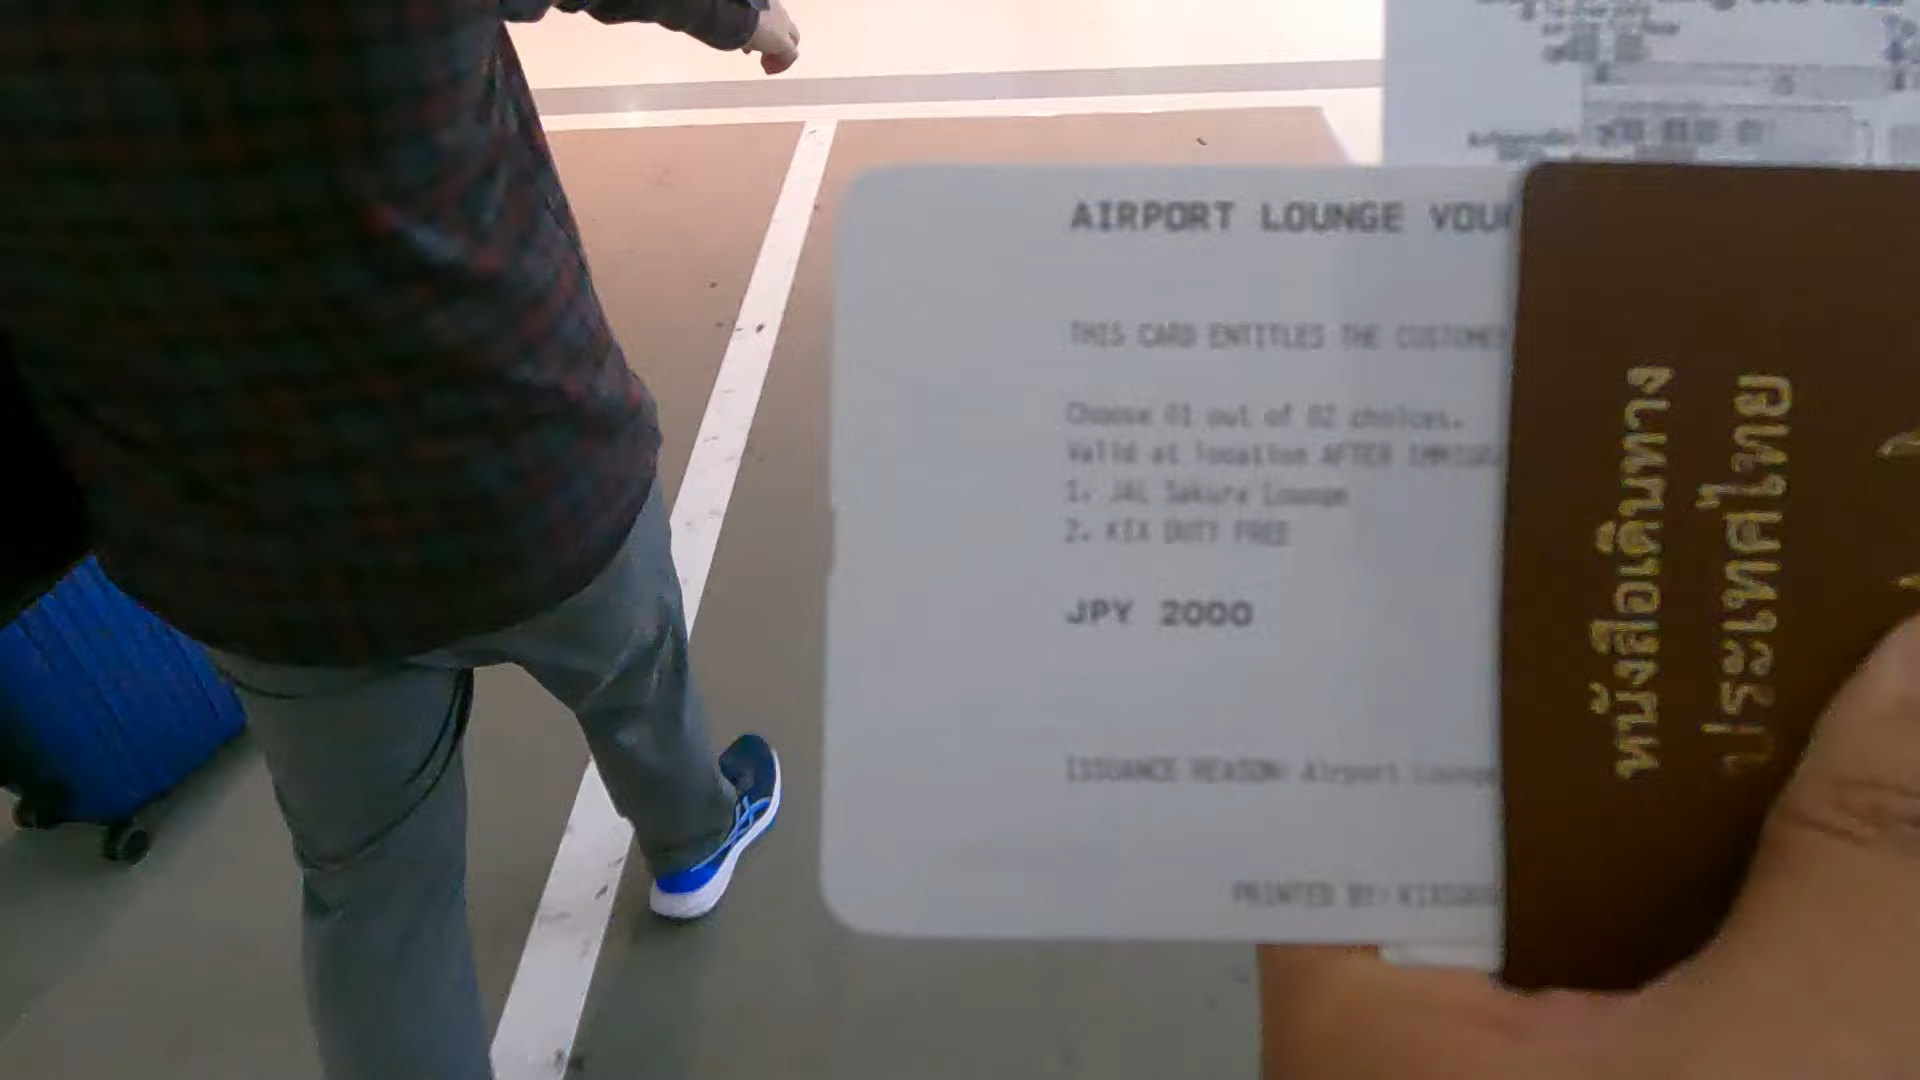 AIRPORT LOUNGE VOU
THIS CARD ENTITLES THE CUSTOMER
Choose 01 out of 02 choices.
Valid at location AFTER IMMIGRA
1. JAL Sakura Lounge
2. KIX DUTY FREE
JPY 2000
ISSUANCE REASON: Airport Lounge
PRINTED BY:
หนังสือเดินทาง
ประเทศไทย